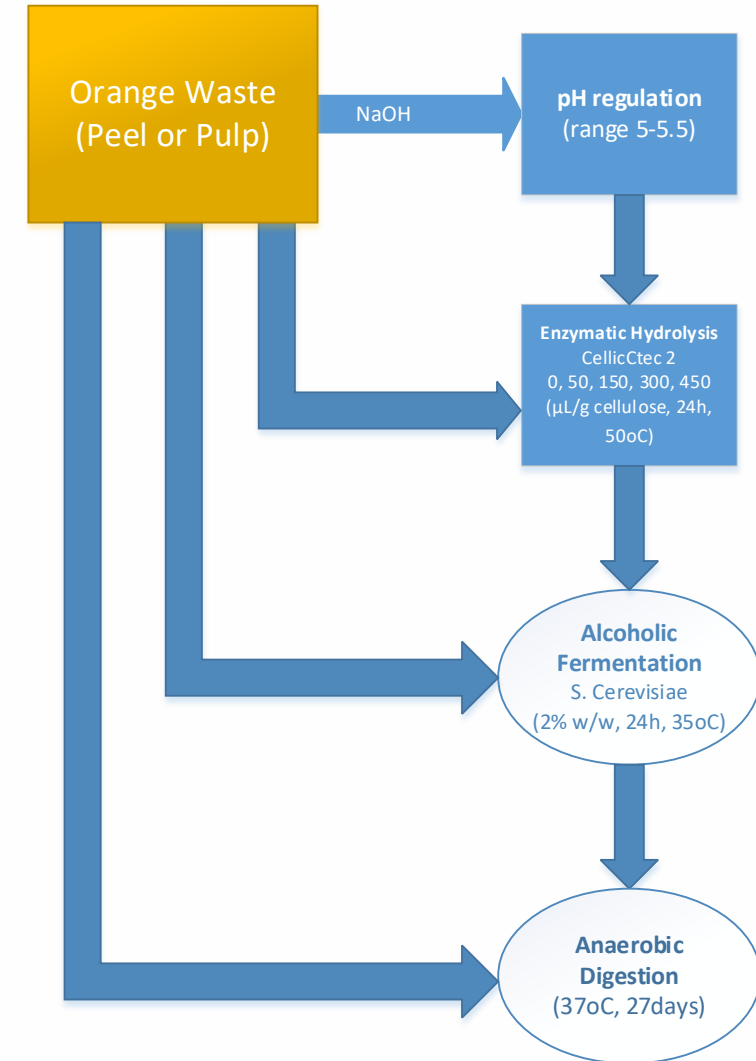 Orange Waste
(Peel or Pulp)
NaOH
pH regulation
(range 5-5.5)
Enzymatic Hydrolysis
CellicCtec 2
0, 50, 150, 300, 450
(μL/g cellulose, 24h,
50oC)
Alcoholic
Fermentation
S. Cerevisiae
(2% w/w, 24h, 35oC)
Anaerobic
Digestion
(37oC, 27days)